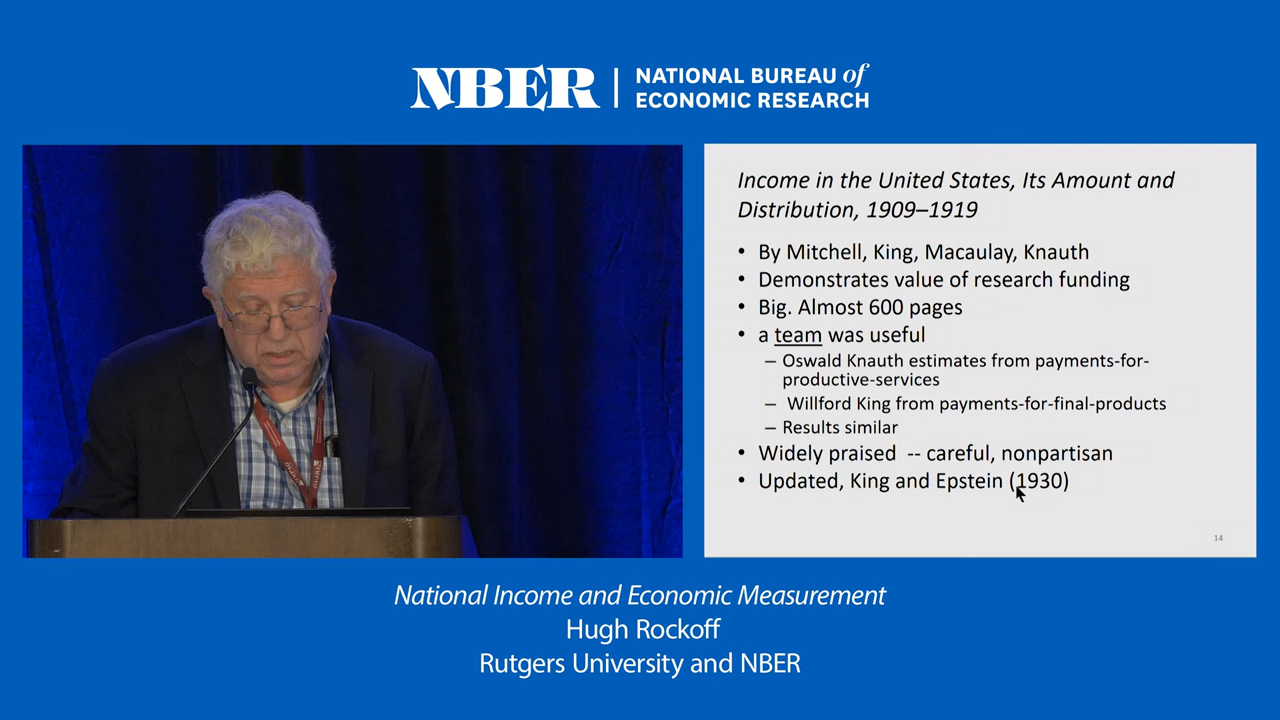 NBER | NATIONAL BUREAU of
ECONOMIC RESEARCH
Income in the United States, Its Amount and
Distribution, 1909–1919
• By Mitchell, King, Macaulay, Knauth
• Demonstrates value of research funding
• Big. Almost 600 pages
• a team was useful
– Oswald Knauth estimates from payments-for-
productive-services
– Willford King from payments-for-final-products
– Results similar
• Widely praised -- careful, nonpartisan
• Updated, King and Epstein (1930)
14
National Income and Economic Measurement
Hugh Rockoff
Rutgers University and NBER